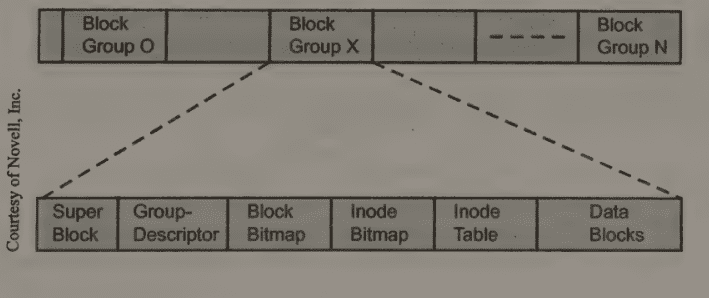 Block
Group O
Block
Group X
Block
Group N
Courtesy of Novell, Inc.
Super
Block
Group-
Descriptor
Block
Bitmap
Inode
Bitmap
Inode
Table
Data
Blocks